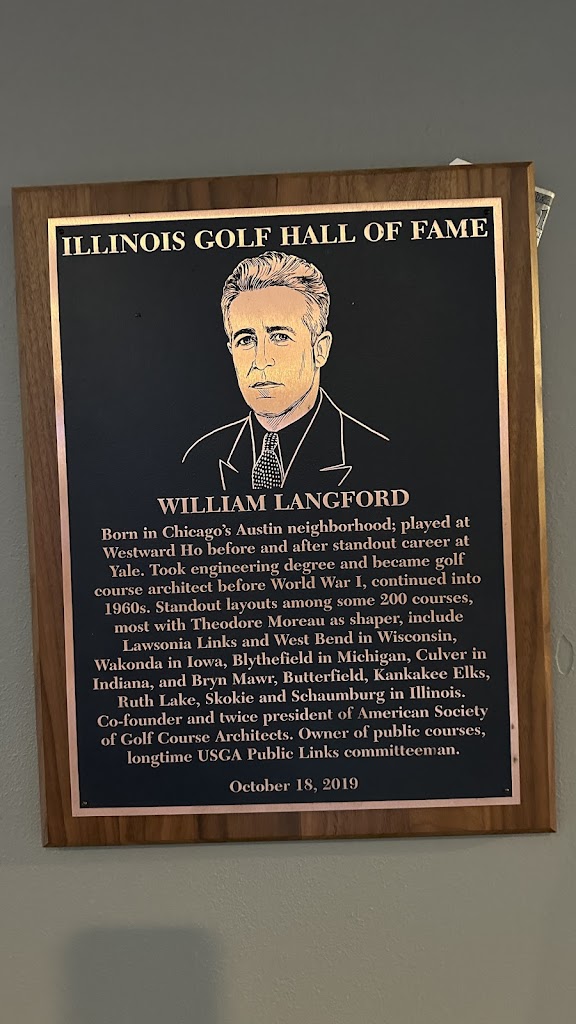 ILLINOIS GOLF HALL OF FAME
WILLIAM LANGFORD
Born in Chicago's Austin neighborhood; played at
Westward Ho before and after standout career at
Yale. Took engineering degree and became golf
course architect before World War I, continued into
1960s. Standout layouts among some 200 courses,
most with Theodore Moreau as shaper, include
Lawsonia Links and West Bend in Wisconsin,
Wakonda in Iowa, Blythefield in Michigan, Culver in
Indiana, and Bryn Mawr, Butterfield, Kankakee Elks,
Ruth Lake, Skokie and Schaumburg in Illinois.
Co-founder and twice president of American Society
of Golf Course Architects. Owner of public courses,
longtime USGA Public Links committeeman.
October 18, 2019